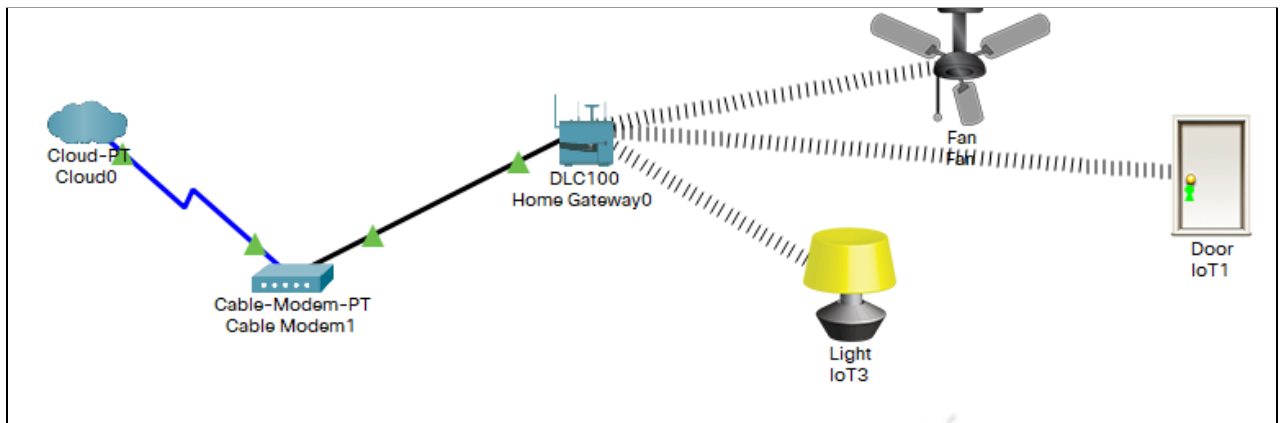 Cloud-PT
Cloud0
Cable-Modem-PT
Cable Modem1
DLC100
Home Gateway0
Fan
Fan
Door
IoT1
Light
IoT3